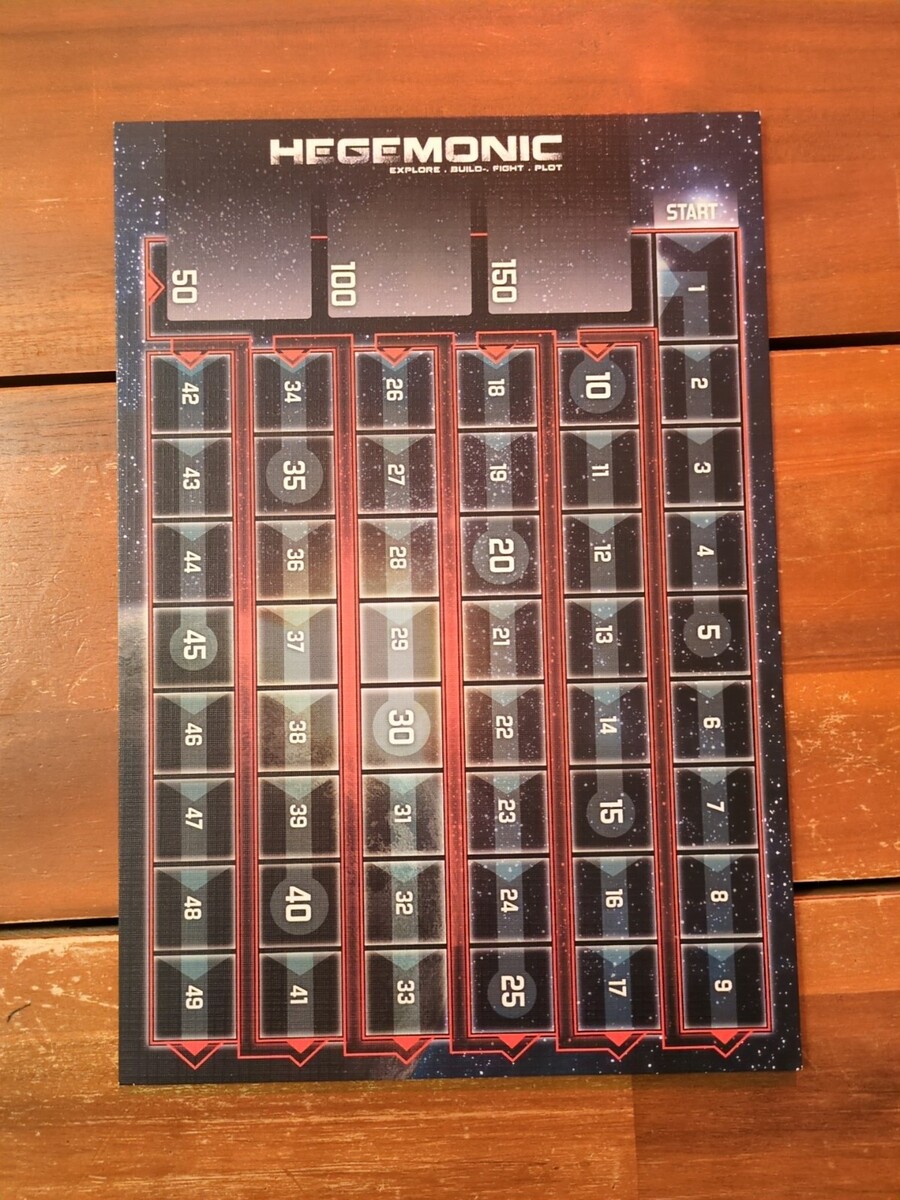 HEGEMONIC
EXPLORE . BUILD . FIGHT . PLOT
START
50 100 150 1
42 34 26 18 10 2
43 35 27 19 11 3
44 36 28 20 12 4
45 37 29 21 13 5
46 38 30 22 14 6
47 39 31 23 15 7
48 40 32 24 16 8
49 41 33 25 17 9